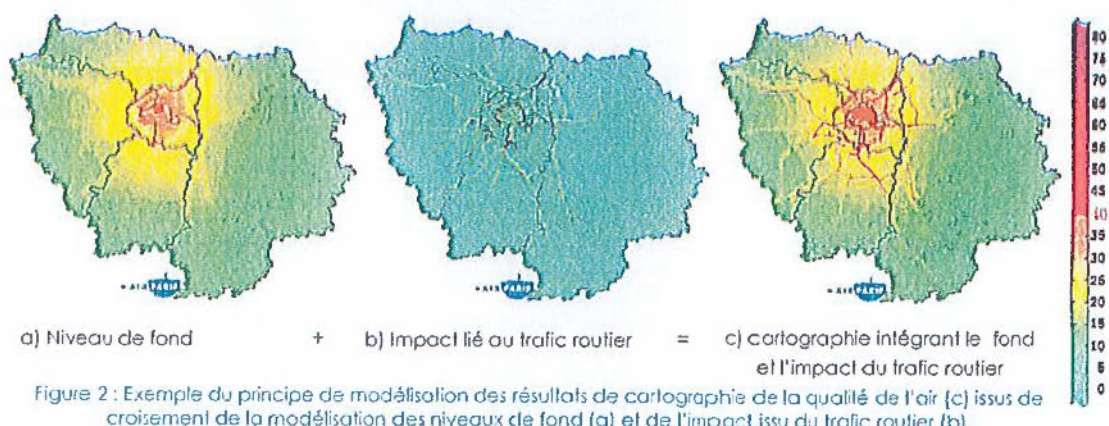 80
75
70
65
60
55
50
45
40
35
30
25
20
15
10
5
0
AIRPARIF
AIRPARIF
AIRPARIF
a) Niveau de fond + b) Impact lié au trafic routier = c) cartographie intégrant le fond
et l'impact du trafic routier
Figure 2 : Exemple du principe de modélisation des résultats de cartographie de la qualité de l'air (c) issus de
croisement de la modélisation des niveaux de fond (a) et de l'impact issu du trafic routier (b)